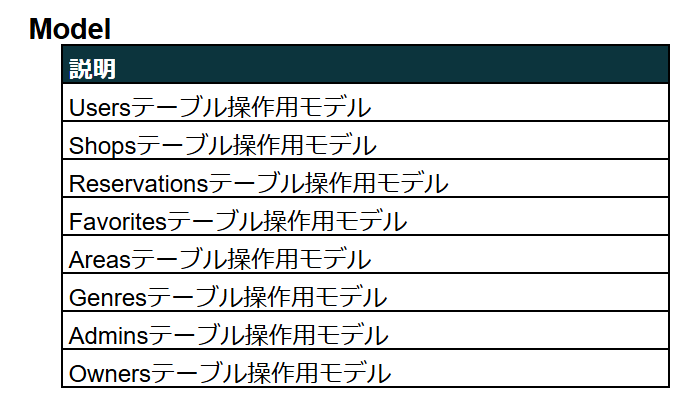 Model
説明
Usersテーブル操作用モデル
Shopsテーブル操作用モデル
Reservationsテーブル操作用モデル
Favoritesテーブル操作用モデル
Areasテーブル操作用モデル
Genresテーブル操作用モデル
Adminsテーブル操作用モデル
Ownersテーブル操作用モデル